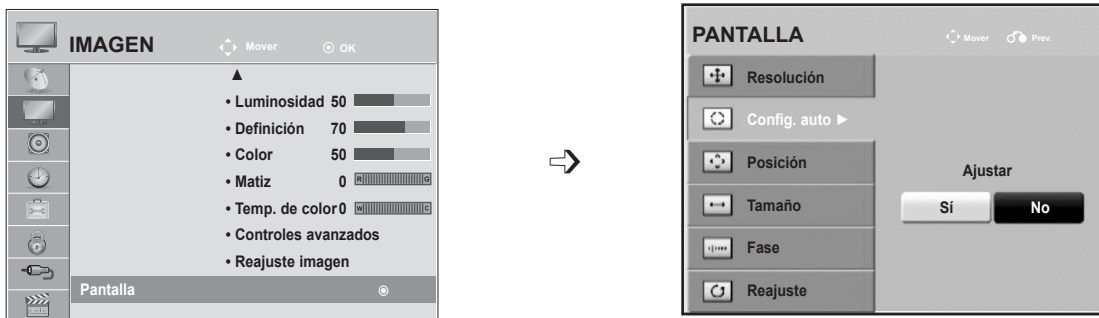 IMAGEN Mover OK
▲
• Luminosidad 50
• Definición 70
• Color 50
• Matiz 0 R G
• Temp. de color 0 W C
• Controles avanzados
• Reajuste imagen
Pantalla
PANTALLA Mover Prev.
Resolución
Config. auto ►
Posición
Tamaño
Fase
Reajuste
Ajustar
Sí No